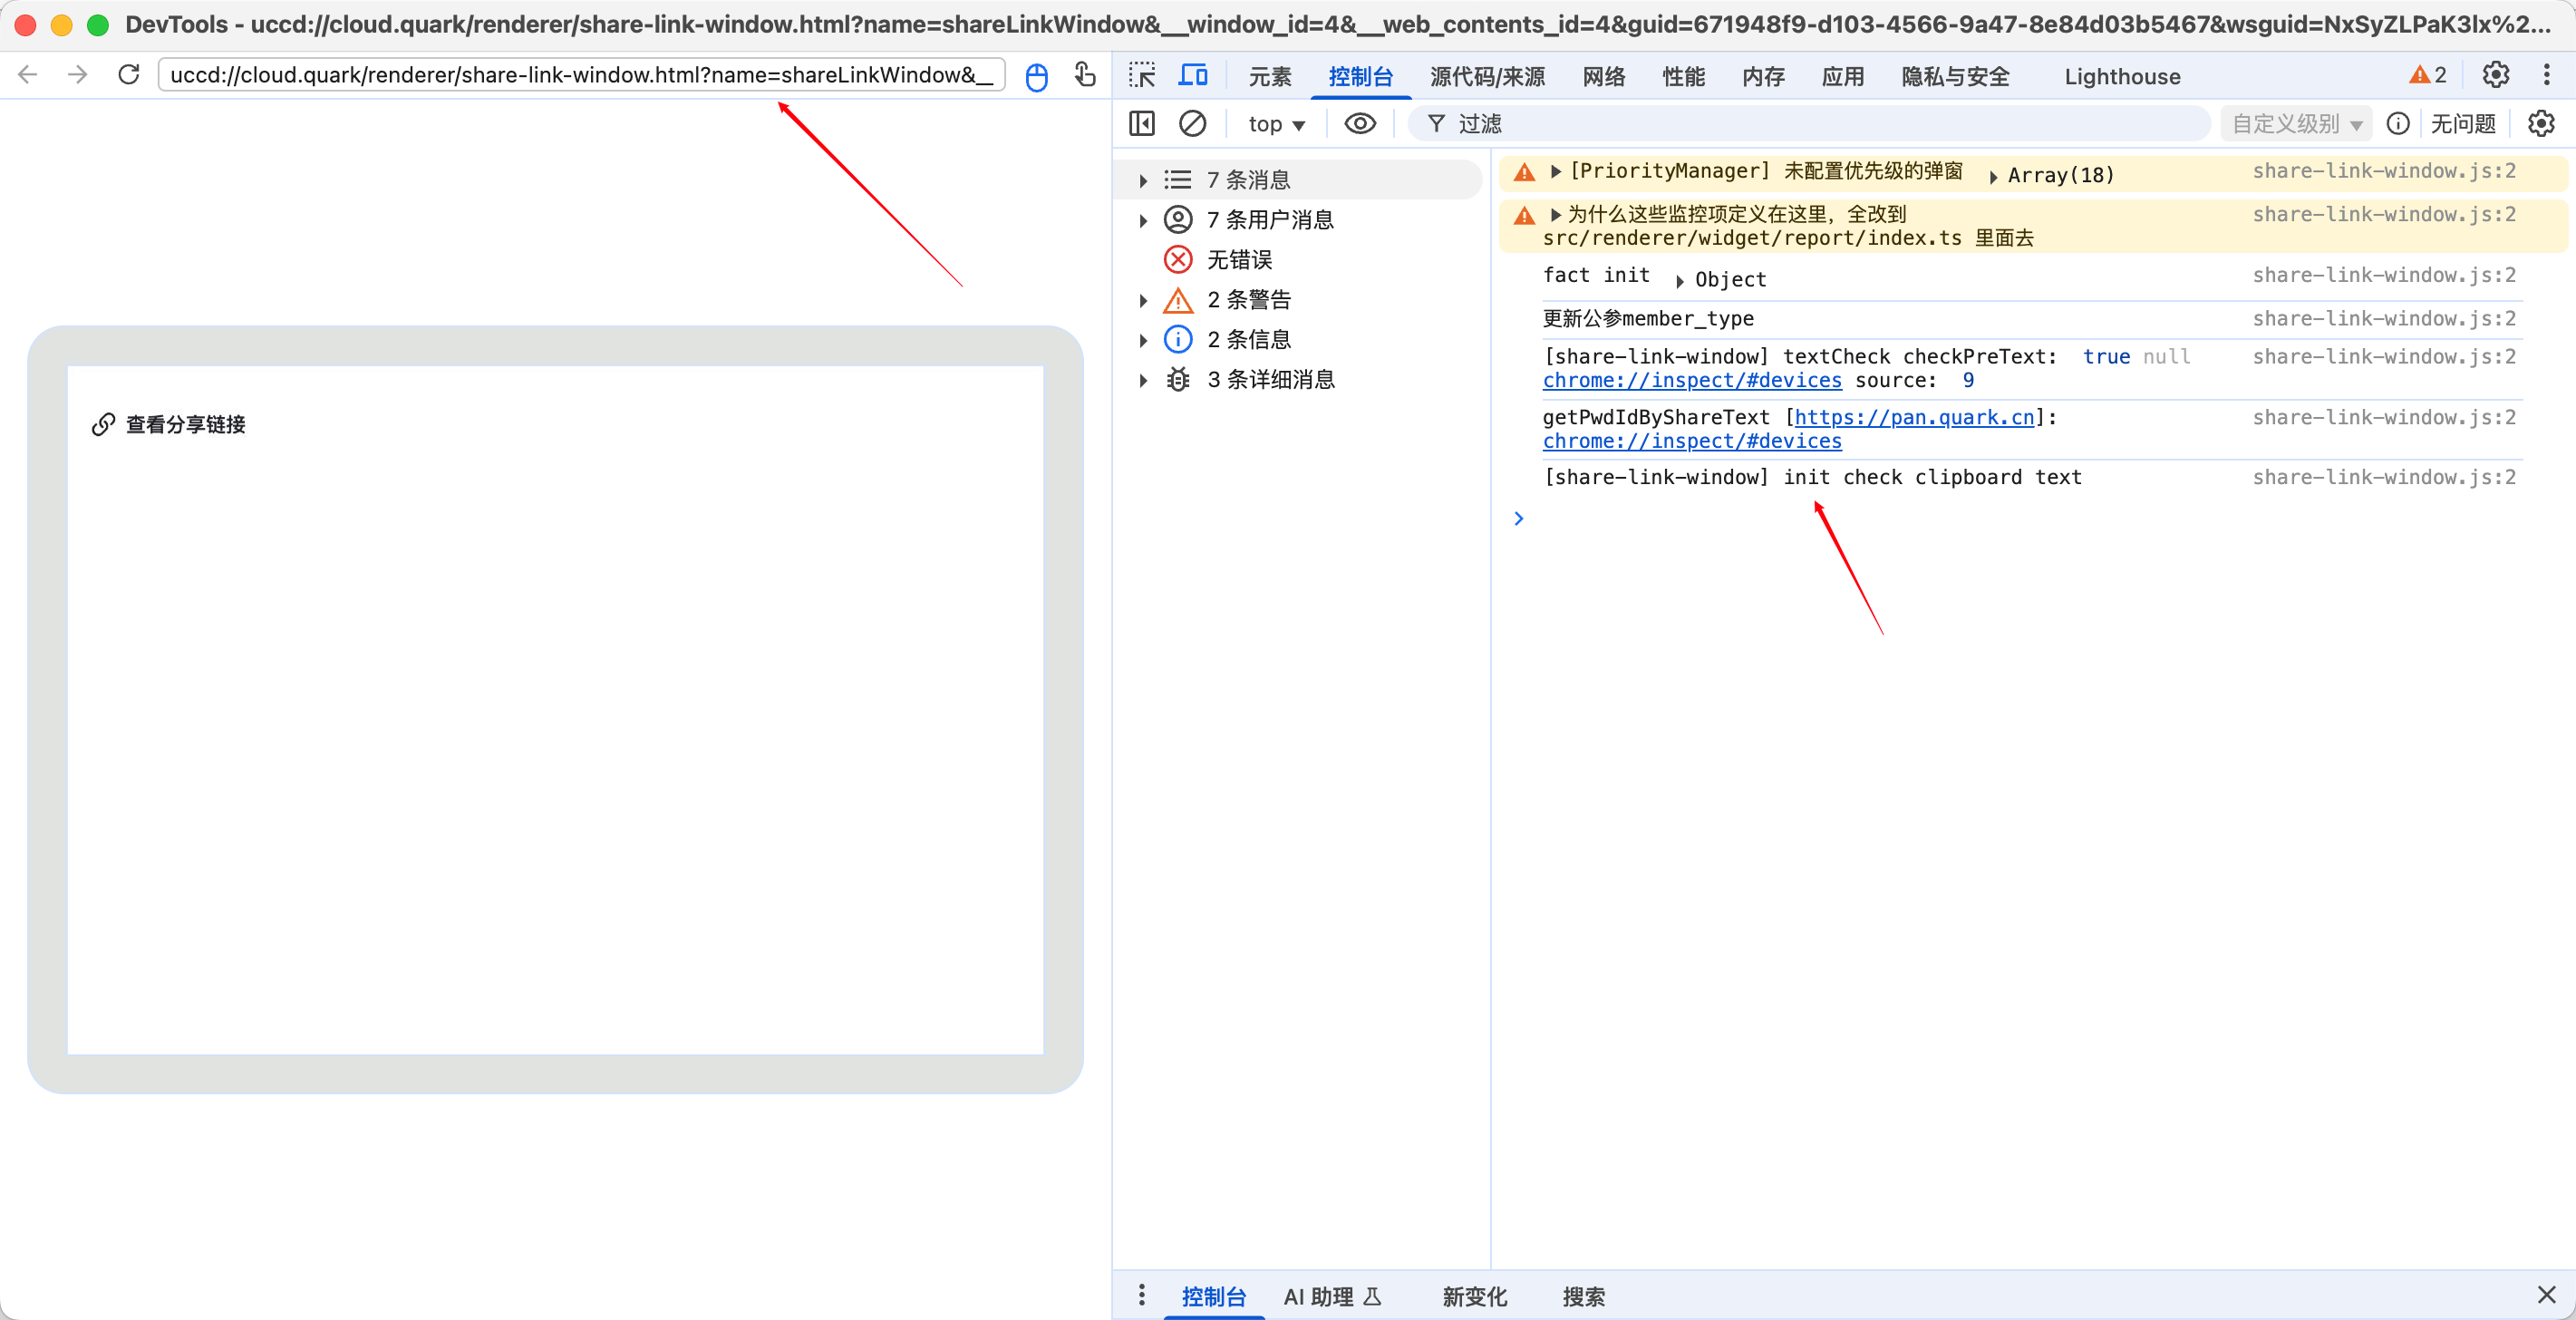 DevTools - uccd://cloud.quark/renderer/share-link-window.html?name=shareLinkWindow&__window_id=4&__web_contents_id=4&guid=671948f9-d103-4566-9a47-8e84d03b5467&wsguid=NxSyZLPaK3lx%2...
uccd://cloud.quark/renderer/share-link-window.html?name=shareLinkWindow&__
元素 控制台 源代码/来源 网络 性能 内存 应用 隐私与安全 Lighthouse 2
top 过滤 自定义级别 无问题
查看分享链接
7 条消息
7 条用户消息
无错误
2 条警告
2 条信息
3 条详细消息
[PriorityManager] 未配置优先级的弹窗 Array(18) share-link-window.js:2
为什么这些监控项定义在这里，全改到 share-link-window.js:2
src/renderer/widget/report/index.ts 里面去
fact init Object share-link-window.js:2
更新公参member_type share-link-window.js:2
[share-link-window] textCheck checkPreText: true null share-link-window.js:2
chrome://inspect/#devices source: 9
getPwdIdByShareText [https://pan.quark.cn]: share-link-window.js:2
chrome://inspect/#devices
[share-link-window] init check clipboard text share-link-window.js:2
控制台 AI 助理 新变化 搜索